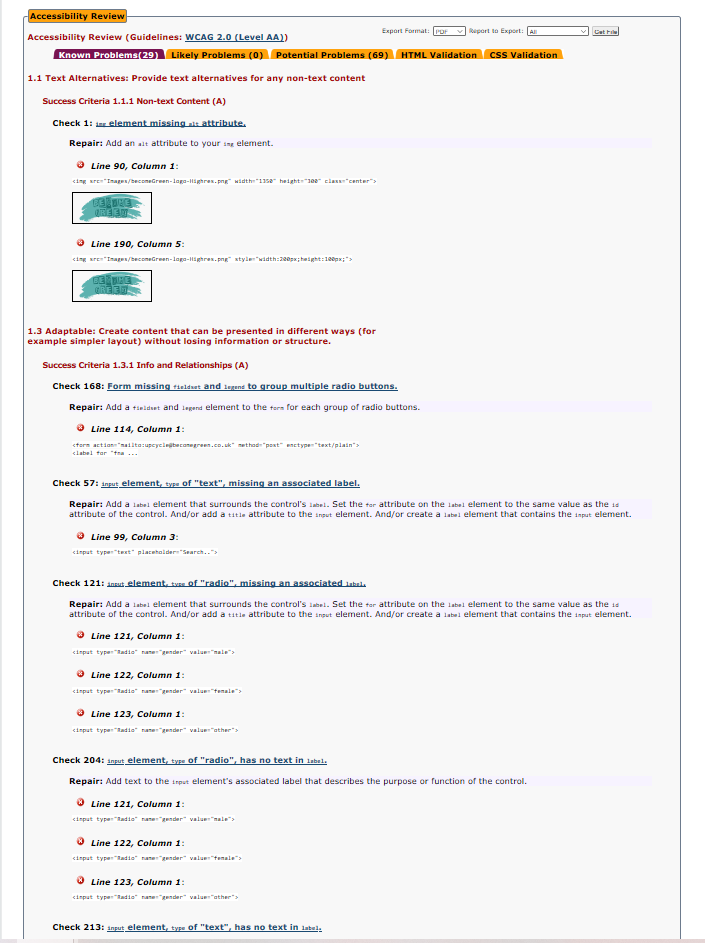 Accessibility Review
Accessibility Review (Guidelines: WCAG 2.0 (Level AA))
Export Format: PDF Report to Export: All Get File
Known Problems(29) Likely Problems (0) Potential Problems (69) HTML Validation CSS Validation
1.1 Text Alternatives: Provide text alternatives for any non-text content
Success Criteria 1.1.1 Non-text Content (A)
Check 1: img element missing alt attribute.
Repair: Add an alt attribute to your img element.
Line 90, Column 1:
<img src="Images/becomeGreen-logo-Highres.png" width="1350" height="300" class="center">
BECOME
GREEN
Line 190, Column 5:
<img src="Images/becomeGreen-logo-Highres.png" style="width:200px;height:100px;">
BECOME
GREEN
1.3 Adaptable: Create content that can be presented in different ways (for
example simpler layout) without losing information or structure.
Success Criteria 1.3.1 Info and Relationships (A)
Check 168: Form missing fieldset and legend to group multiple radio buttons.
Repair: Add a fieldset and legend element to the form for each group of radio buttons.
Line 114, Column 1:
<form action="mailto:upcycle@becomegreen.co.uk" method="post" enctype="text/plain">
<label for "fna ...
Check 57: input element, type of "text", missing an associated label.
Repair: Add a label element that surrounds the control's label. Set the for attribute on the label element to the same value as the id
attribute of the control. And/or add a title attribute to the input element. And/or create a label element that contains the input element.
Line 99, Column 3:
<input type="text" placeholder="Search..">
Check 121: input element, type of "radio", missing an associated label.
Repair: Add a label element that surrounds the control's label. Set the for attribute on the label element to the same value as the id
attribute of the control. And/or add a title attribute to the input element. And/or create a label element that contains the input element.
Line 121, Column 1:
<input type="Radio" name="gender" value="male">
Line 122, Column 1:
<input type="Radio" name="gender" value="female">
Line 123, Column 1:
<input type="Radio" name="gender" value="other">
Check 204: input element, type of "radio", has no text in label.
Repair: Add text to the input element's associated label that describes the purpose or function of the control.
Line 121, Column 1:
<input type="Radio" name="gender" value="male">
Line 122, Column 1:
<input type="Radio" name="gender" value="female">
Line 123, Column 1:
<input type="Radio" name="gender" value="other">
Check 213: input element, type of "text", has no text in label.